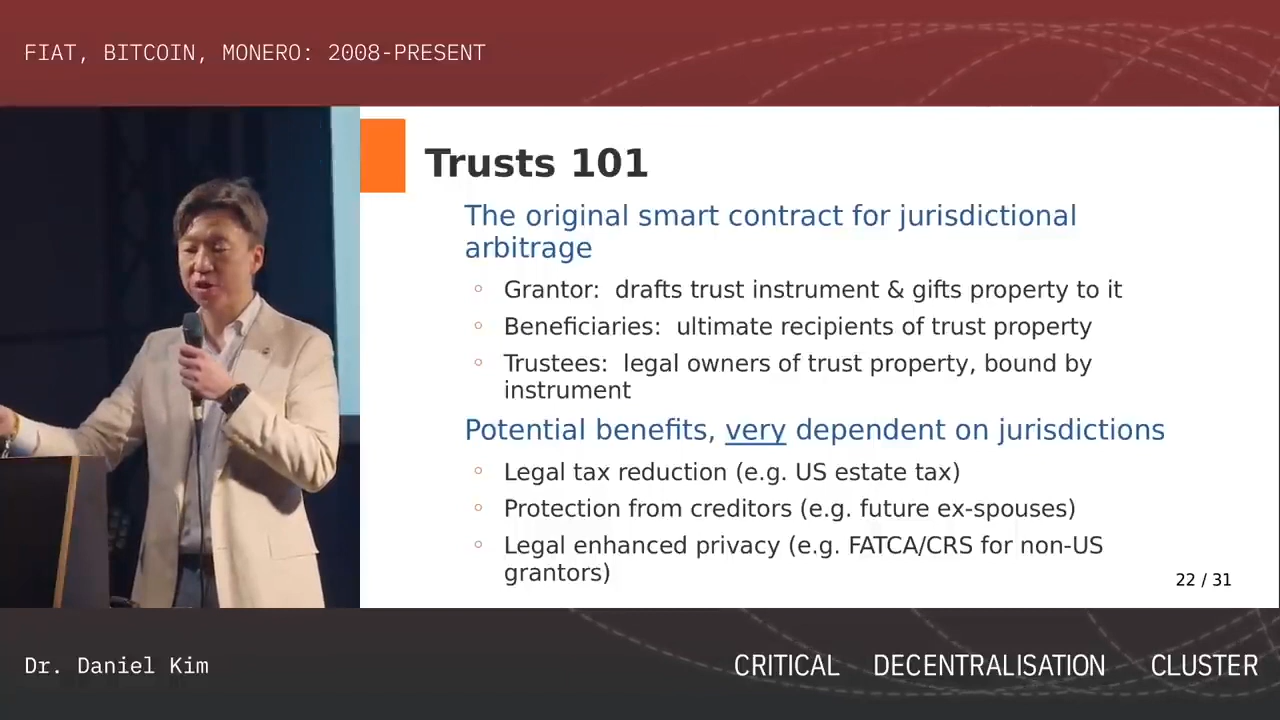 FIAT, BITCOIN, MONERO: 2008-PRESENT
Trusts 101
The original smart contract for jurisdictional
arbitrage
Grantor: drafts trust instrument & gifts property to it
Beneficiaries: ultimate recipients of trust property
Trustees: legal owners of trust property, bound by
instrument
Potential benefits, very dependent on jurisdictions
Legal tax reduction (e.g. US estate tax)
Protection from creditors (e.g. future ex-spouses)
Legal enhanced privacy (e.g. FATCA/CRS for non-US
grantors)
22 / 31
Dr. Daniel Kim
CRITICAL DECENTRALISATION CLUSTER